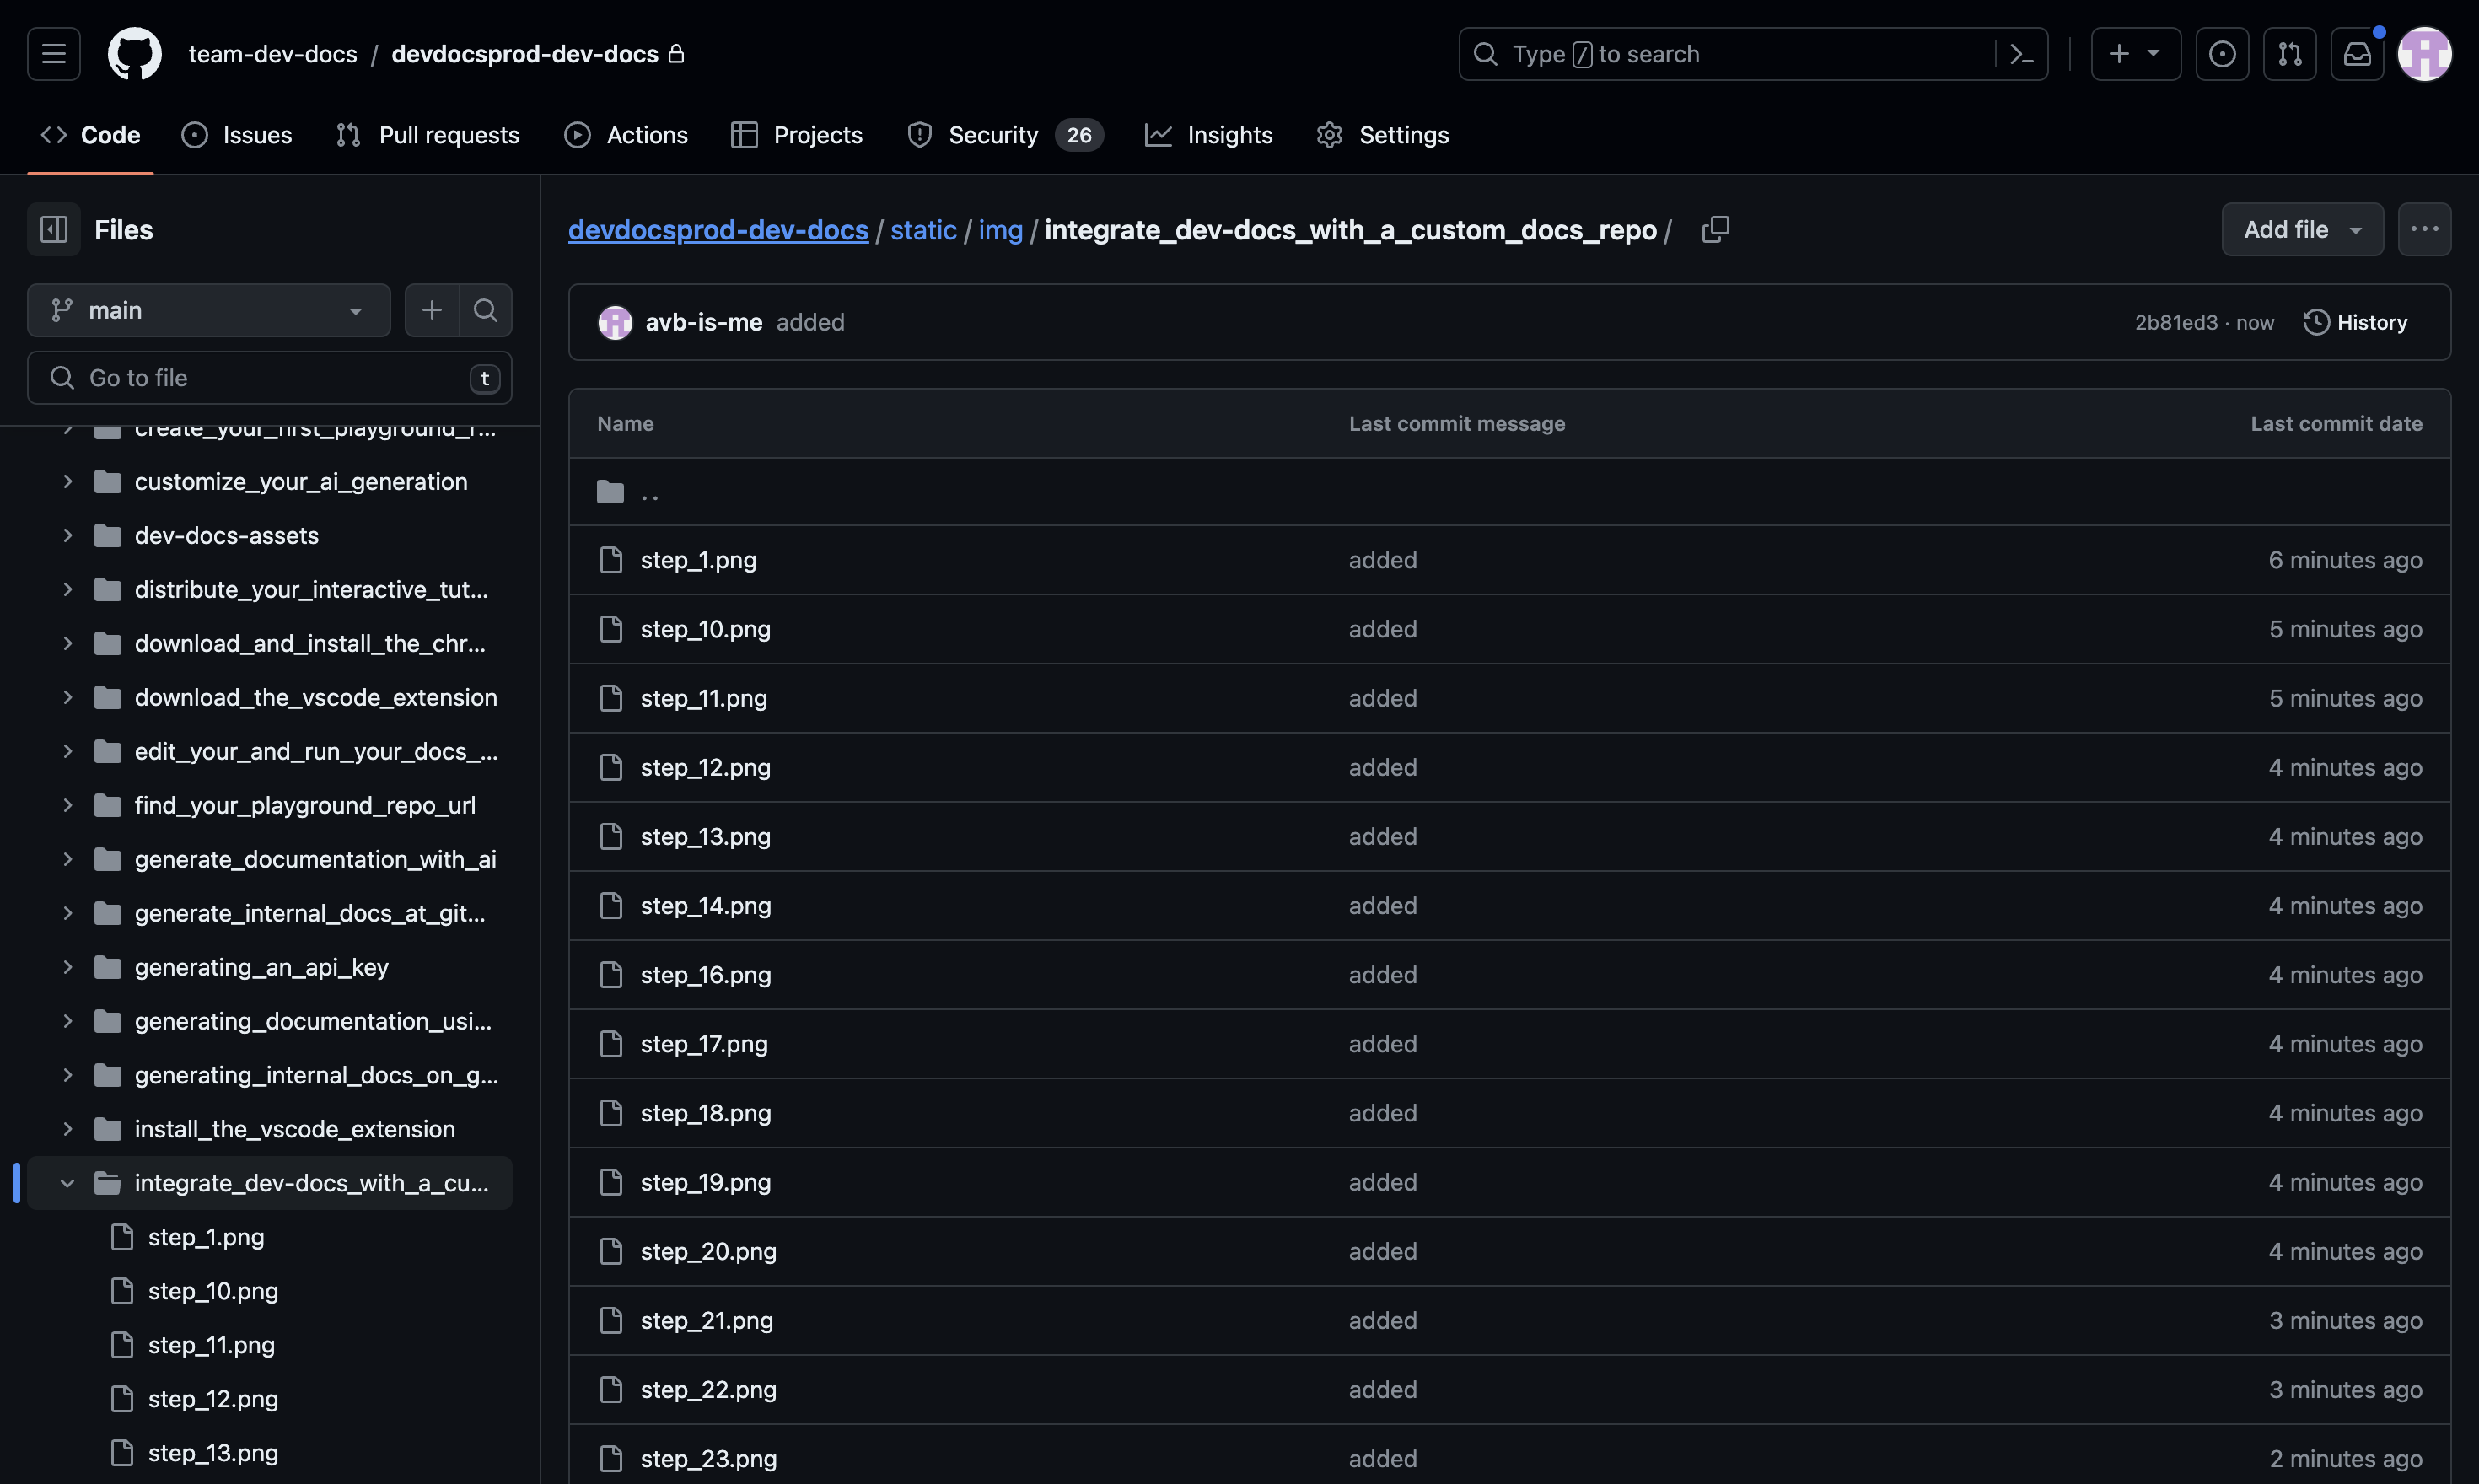 team-dev-docs / devdocsprod-dev-docs
Type / to search
Code
Issues
Pull requests
Actions
Projects
Security 26
Insights
Settings
Files
main
Go to file t
create_your_first_playground_r...
customize_your_ai_generation
dev-docs-assets
distribute_your_interactive_tut...
download_and_install_the_chr...
download_the_vscode_extension
edit_your_and_run_your_docs_...
find_your_playground_repo_url
generate_documentation_with_ai
generate_internal_docs_at_git...
generating_an_api_key
generating_documentation_usi...
generating_internal_docs_on_g...
install_the_vscode_extension
integrate_dev-docs_with_a_cu...
step_1.png
step_10.png
step_11.png
step_12.png
step_13.png
devdocsprod-dev-docs / static / img / integrate_dev-docs_with_a_custom_docs_repo /
Add file
avb-is-me added
2b81ed3 · now
History
Name Last commit message Last commit date
..
step_1.png added 6 minutes ago
step_10.png added 5 minutes ago
step_11.png added 5 minutes ago
step_12.png added 4 minutes ago
step_13.png added 4 minutes ago
step_14.png added 4 minutes ago
step_16.png added 4 minutes ago
step_17.png added 4 minutes ago
step_18.png added 4 minutes ago
step_19.png added 4 minutes ago
step_20.png added 4 minutes ago
step_21.png added 3 minutes ago
step_22.png added 3 minutes ago
step_23.png added 2 minutes ago